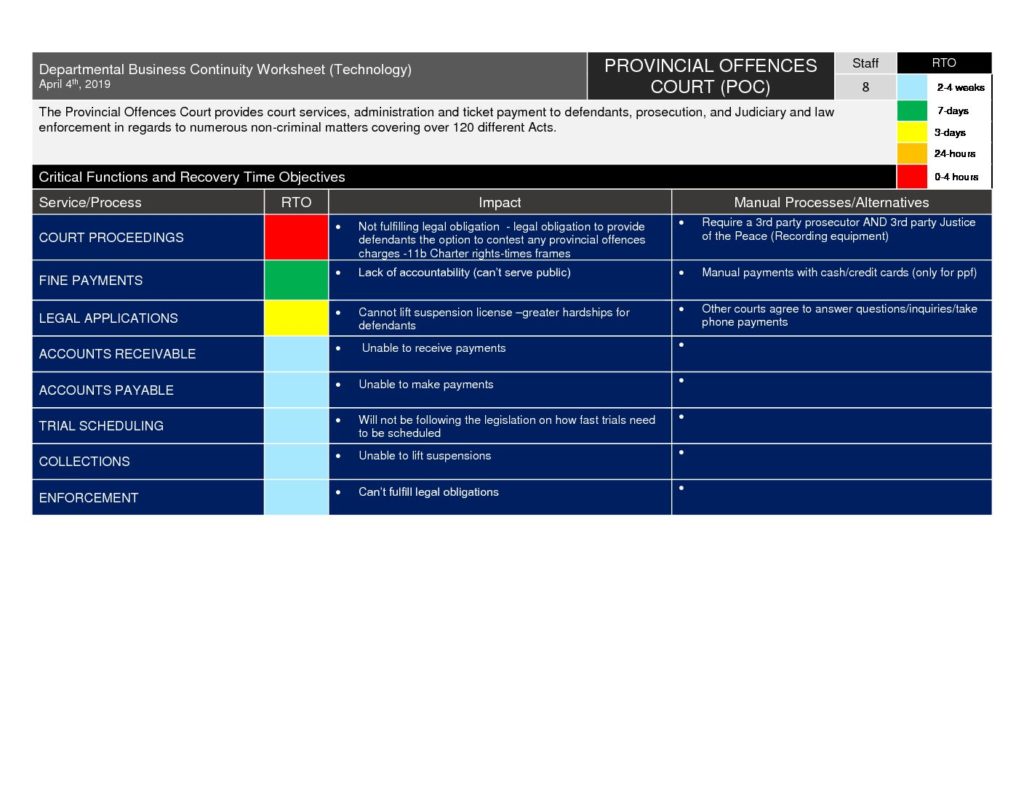 Departmental Business Continuity Worksheet (Technology)
April 4th, 2019
PROVINCIAL OFFENCES
COURT (POC)
Staff
8
RTO
2-4 weeks
7-days
3-days
24-hours
0-4 hours
The Provincial Offences Court provides court services, administration and ticket payment to defendants, prosecution, and Judiciary and law
enforcement in regards to numerous non-criminal matters covering over 120 different Acts.
Critical Functions and Recovery Time Objectives
Service/Process RTO Impact Manual Processes/Alternatives
COURT PROCEEDINGS
• Not fulfilling legal obligation - legal obligation to provide
defendants the option to contest any provincial offences
charges -11b Charter rights-times frames
• Require a 3rd party prosecutor AND 3rd party Justice
of the Peace (Recording equipment)
FINE PAYMENTS
• Lack of accountability (can't serve public)
• Manual payments with cash/credit cards (only for ppf)
LEGAL APPLICATIONS
• Cannot lift suspension license –greater hardships for
defendants
• Other courts agree to answer questions/inquiries/take
phone payments
ACCOUNTS RECEIVABLE
• Unable to receive payments
•
ACCOUNTS PAYABLE
• Unable to make payments
•
TRIAL SCHEDULING
• Will not be following the legislation on how fast trials need
to be scheduled
•
COLLECTIONS
• Unable to lift suspensions
•
ENFORCEMENT
• Can't fulfill legal obligations
•